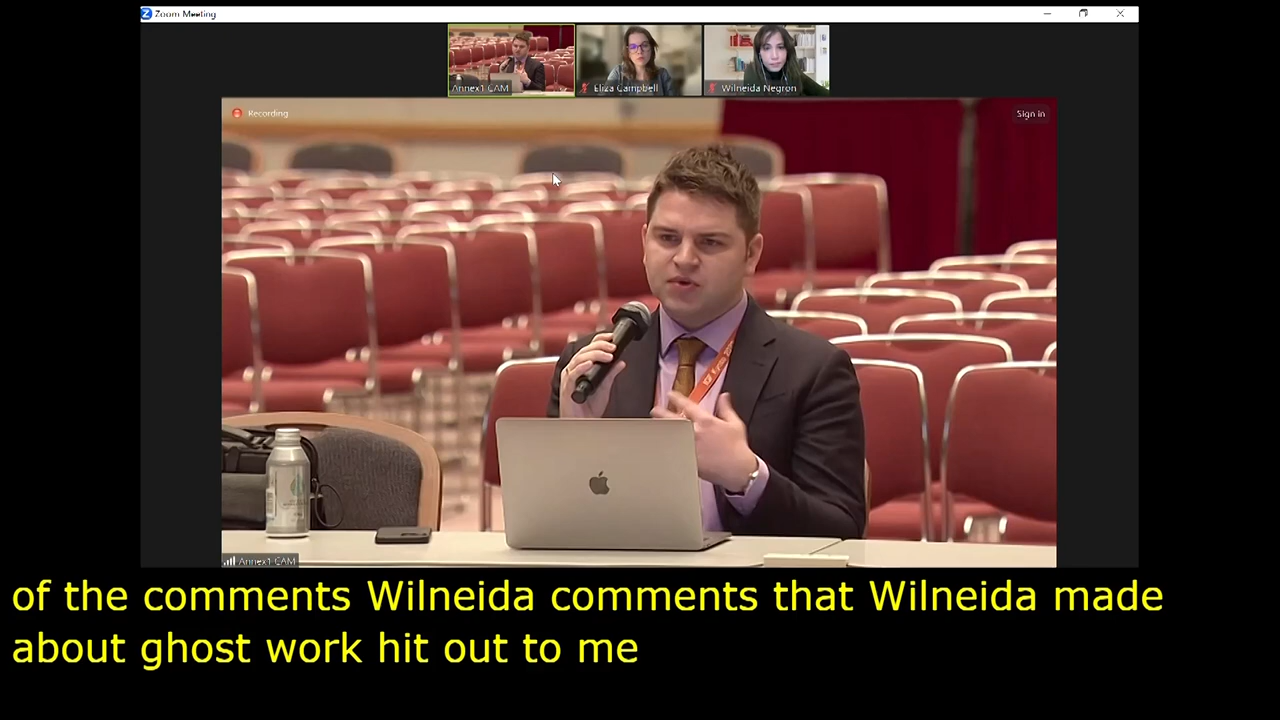 Zoom Meeting
Annex1 CAM
Eliza Campbell
Wilneida Negron
Recording
Sign in
Annex1 CAM
of the comments Wilneida comments that Wilneida made
about ghost work hit out to me